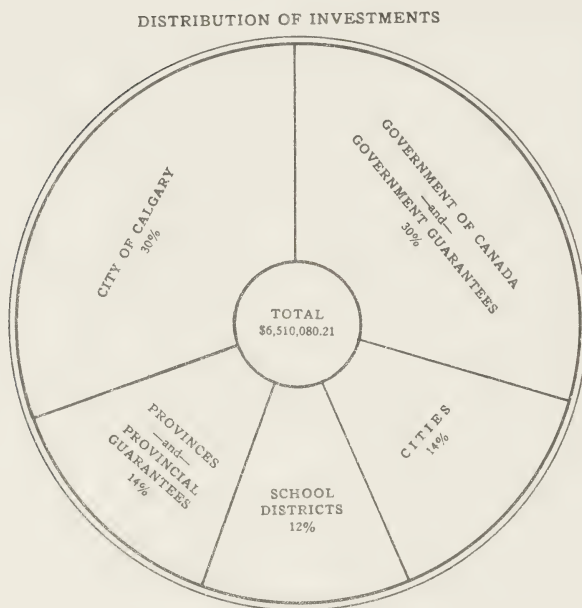 DISTRIBUTION OF INVESTMENTS
CITY OF CALGARY
30%
GOVERNMENT OF CANADA
—and—
GOVERNMENT GUARANTEES
30%
TOTAL
$6,510,080.21
PROVINCES
—and—
PROVINCIAL
GUARANTEES
14%
SCHOOL
DISTRICTS
12%
CITIES
14%